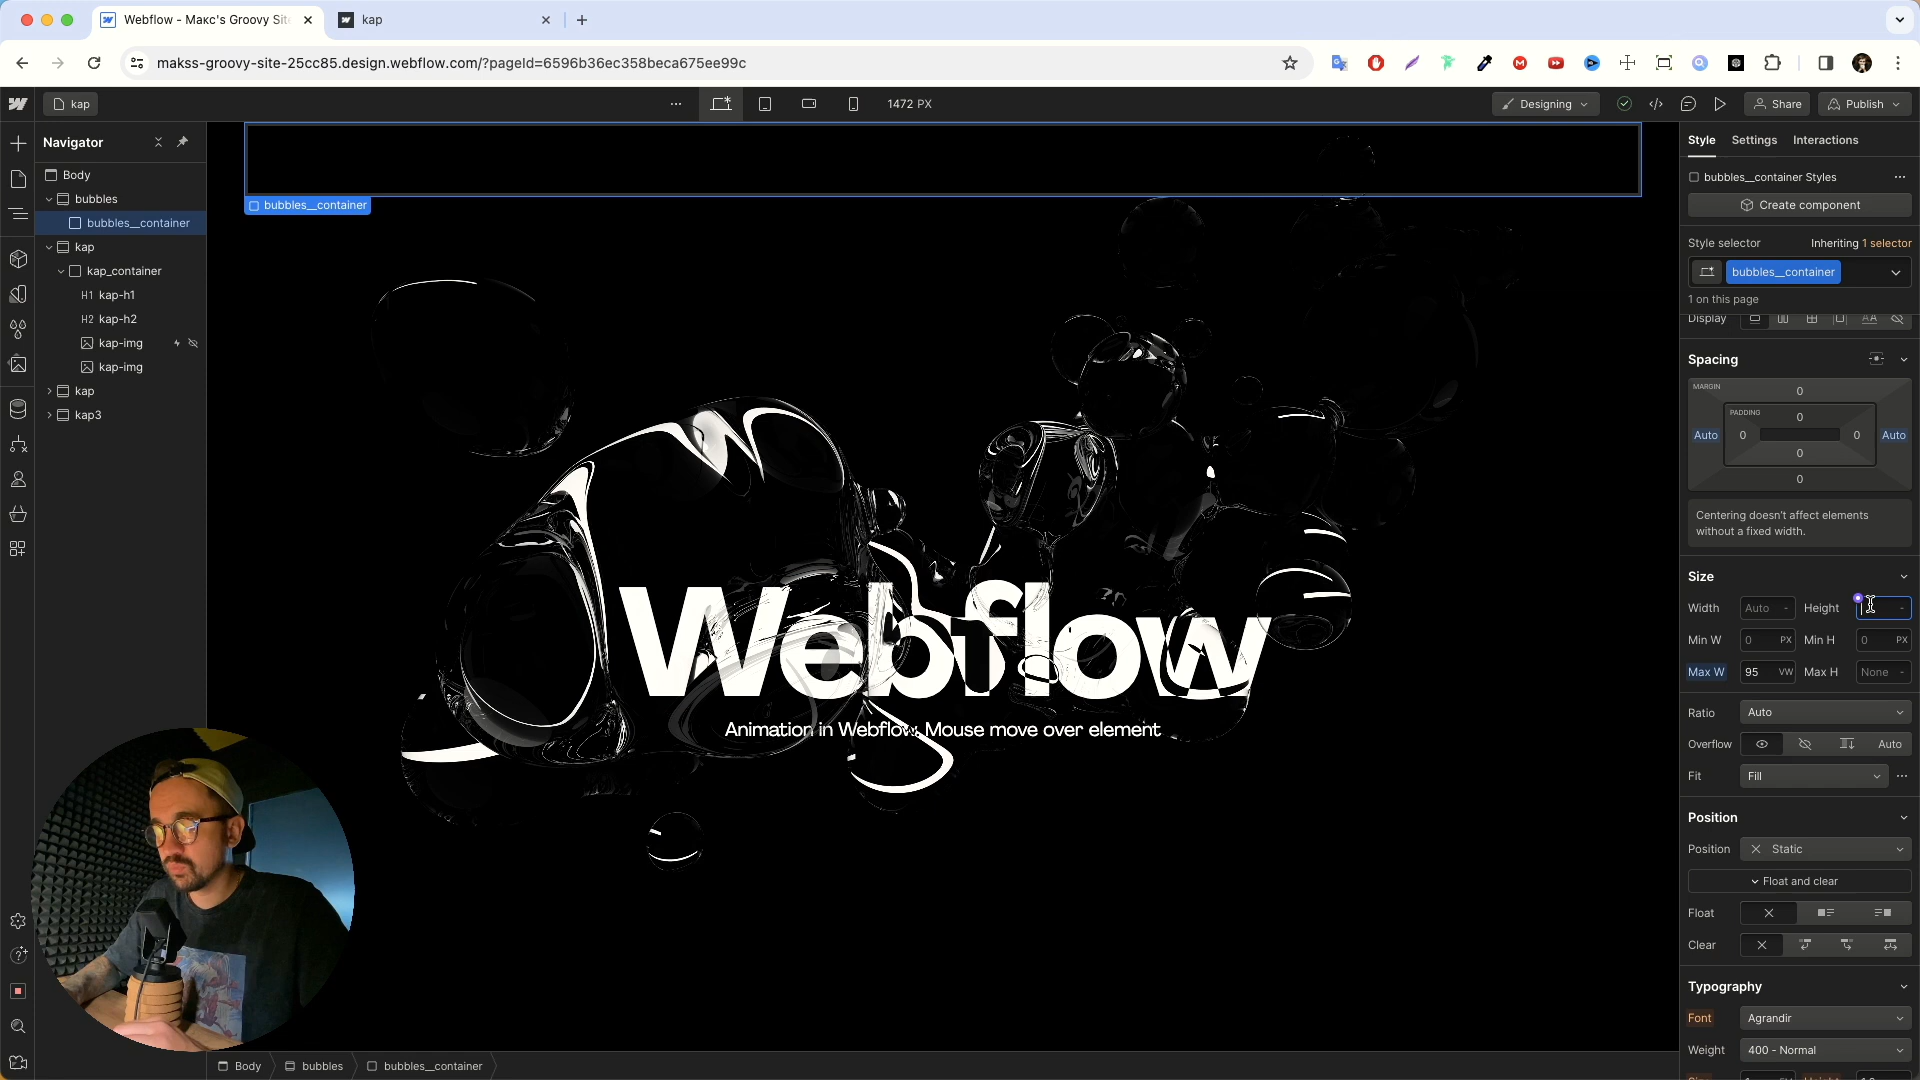 Webflow - Макс's Groovy Sit
kap
makss-groovy-site-25cc85.design.webflow.com/?pageId=6596b36ec358beca675ee99c
kap
1472 PX
Designing
Share
Publish
Navigator
Body
bubbles
bubbles__container
kap
kap_container
H1 kap-h1
H2 kap-h2
kap-img
kap-img
kap
kap3
bubbles__container
Webflow
Animation in Webflow. Mouse move over element
Body
bubbles
bubbles__container
Style
Settings
Interactions
bubbles__container Styles
Create component
Style selector
Inheriting 1 selector
bubbles__container
1 on this page
Display
Spacing
MARGIN
0
PADDING
0
Auto
0
0
Auto
0
0
Centering doesn't affect elements
without a fixed width.
Size
Width
Auto -
Height
-
Min W
0 PX
Min H
0 PX
Max W
95 VW
Max H
None -
Ratio
Auto
Overflow
Auto
Fit
Fill
Position
Position
Static
Float and clear
Float
Clear
Typography
Font
Agrandir
Weight
400 - Normal